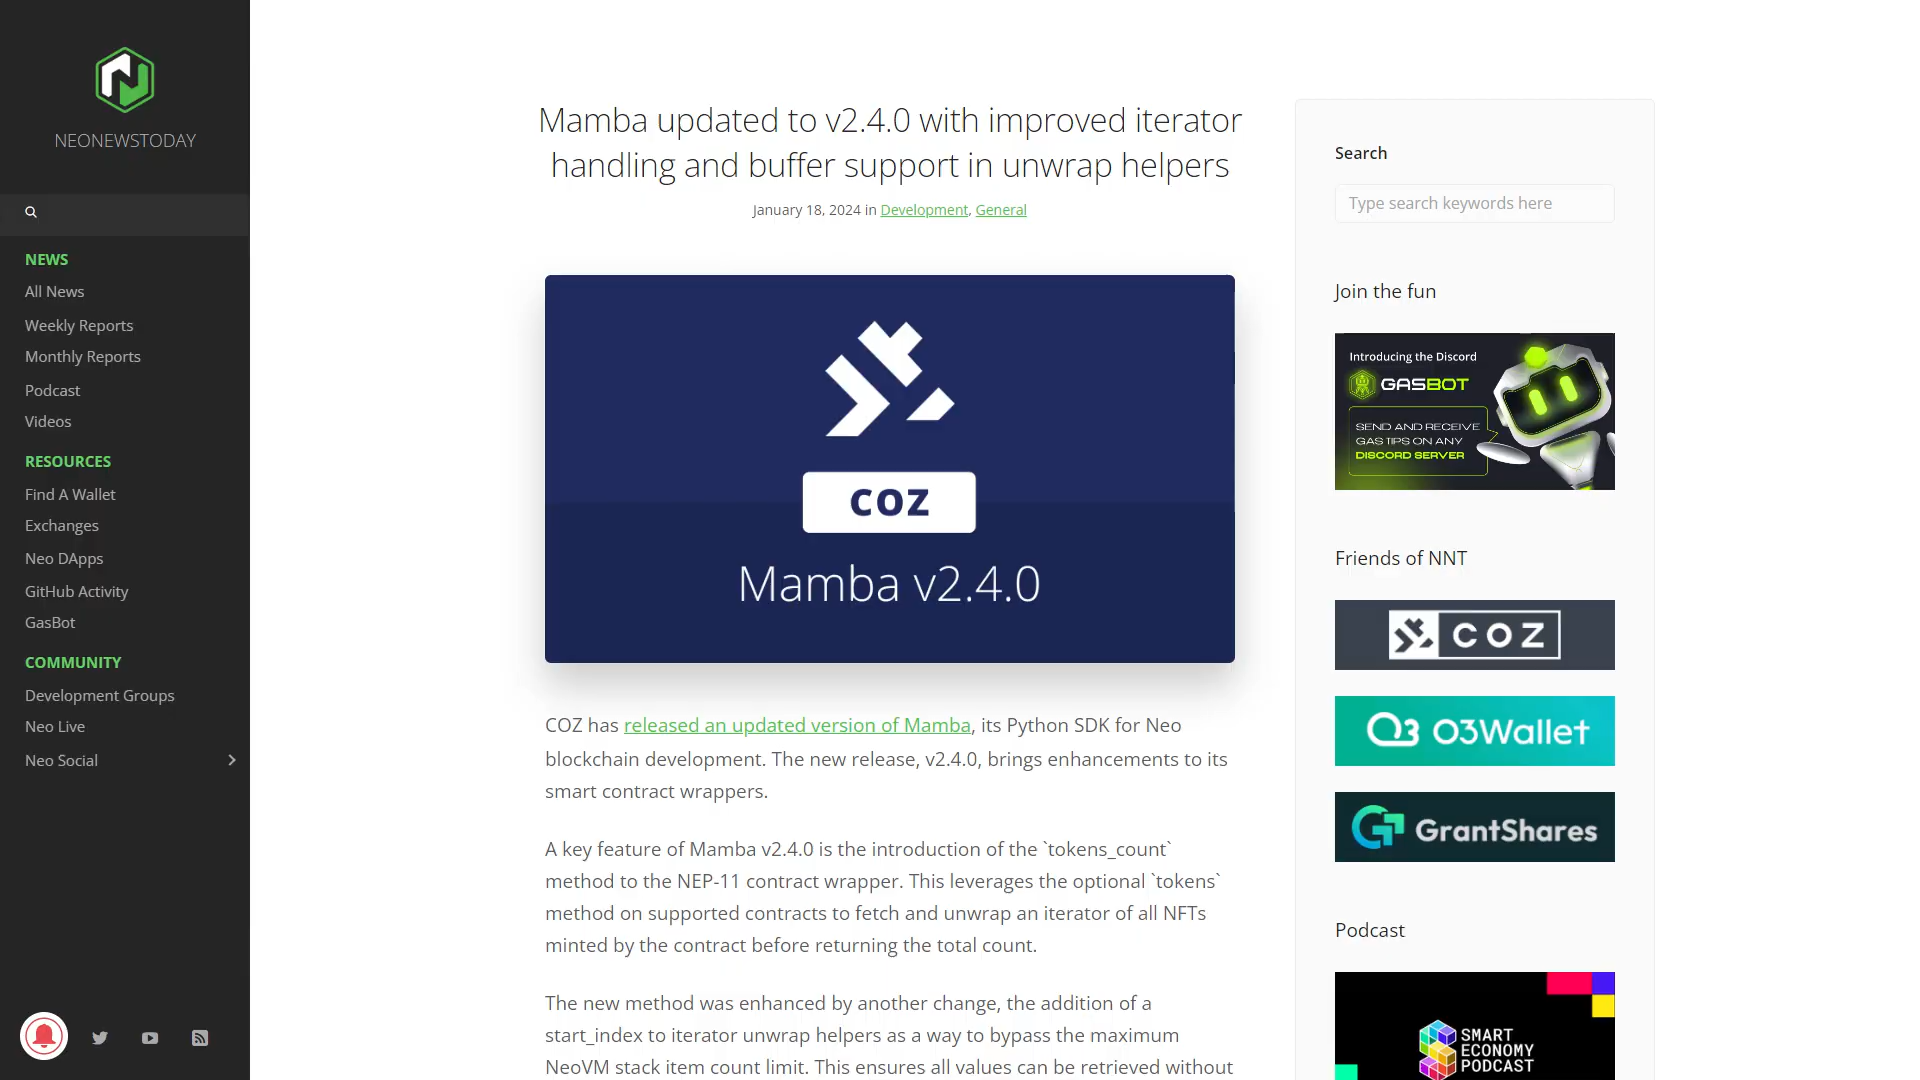 NEONEWSTODAY
NEWS
All News
Weekly Reports
Monthly Reports
Podcast
Videos
RESOURCES
Find A Wallet
Exchanges
Neo DApps
GitHub Activity
GasBot
COMMUNITY
Development Groups
Neo Live
Neo Social
Mamba updated to v2.4.0 with improved iterator
handling and buffer support in unwrap helpers
January 18, 2024 in Development, General
COZ
Mamba v2.4.0
COZ has released an updated version of Mamba, its Python SDK for Neo
blockchain development. The new release, v2.4.0, brings enhancements to its
smart contract wrappers.
A key feature of Mamba v2.4.0 is the introduction of the `tokens_count`
method to the NEP-11 contract wrapper. This leverages the optional `tokens`
method on supported contracts to fetch and unwrap an iterator of all NFTs
minted by the contract before returning the total count.
The new method was enhanced by another change, the addition of a
start_index to iterator unwrap helpers as a way to bypass the maximum
NeoVM stack item count limit. This ensures all values can be retrieved without
Search
Type search keywords here
Join the fun
Introducing the Discord
GASBOT
SEND AND RECEIVE
GAS TIPS ON ANY
DISCORD SERVER
Friends of NNT
COZ
O3Wallet
GrantShares
Podcast
SMART
ECONOMY
PODCAST